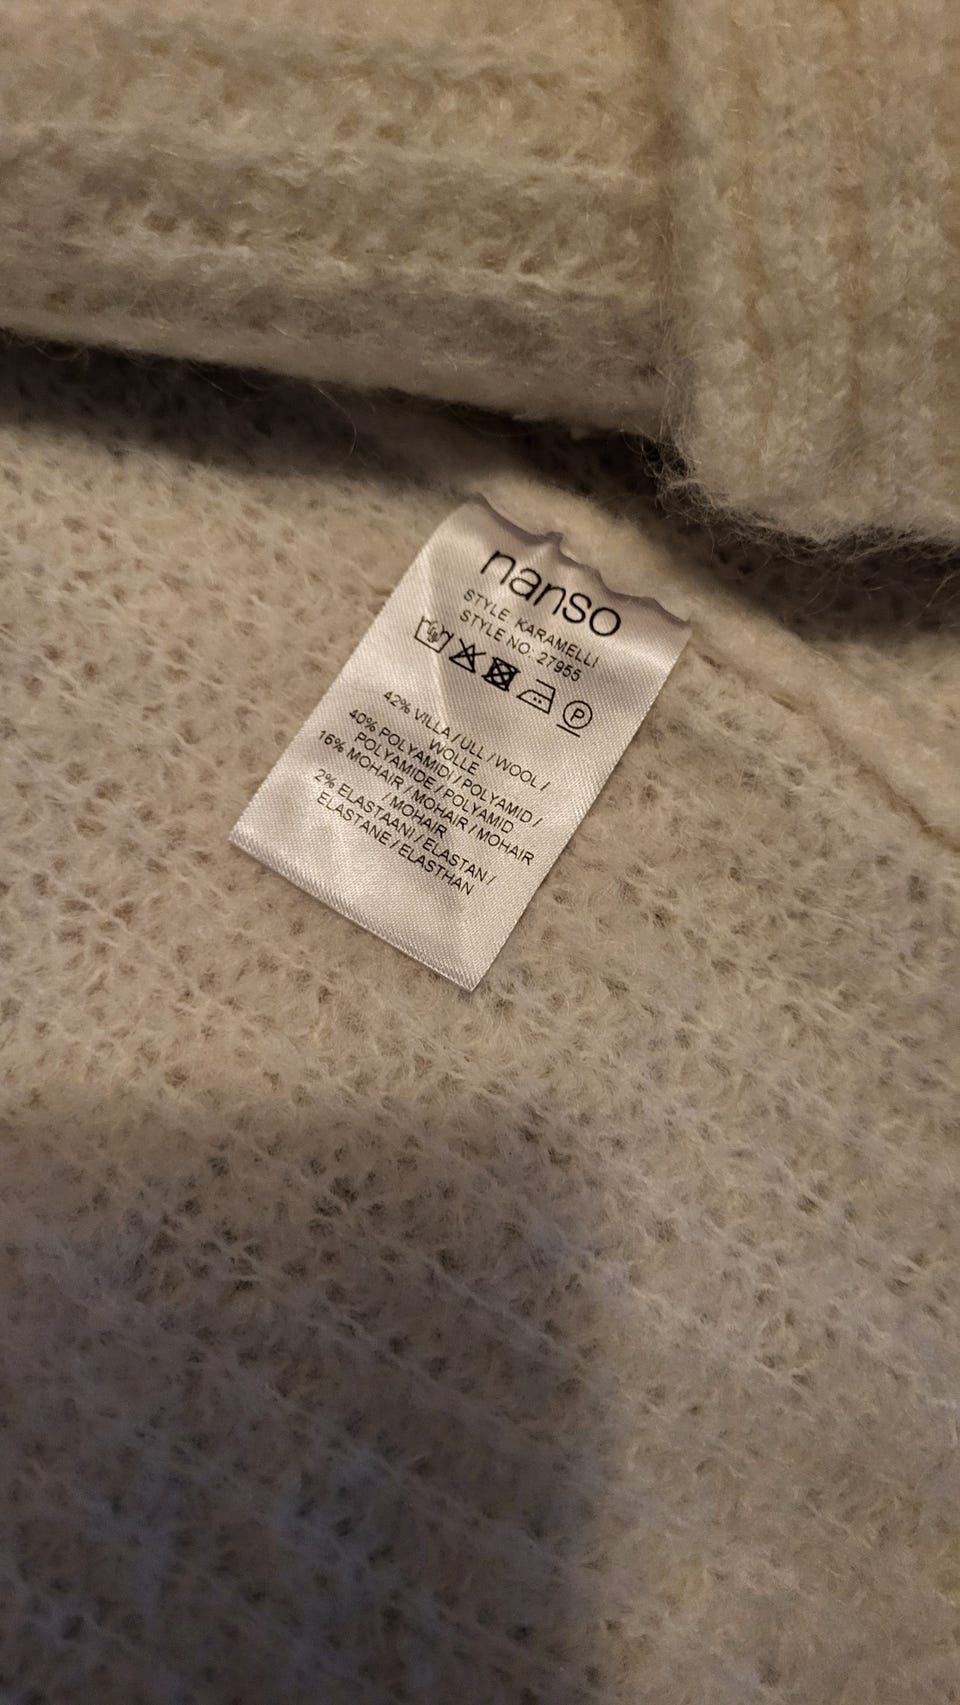 nanso
STYLE KARAMELLI
STYLE NO. 27955
P
42% VILLA / ULL / WOOL /
WOLLE
40% POLYAMIDI / POLYAMID /
POLYAMIDE / POLYAMID
16% MOHAIR / MOHAIR / MOHAIR
/ MOHAIR
2% ELASTAANI / ELASTAN /
ELASTANE / ELASTHAN